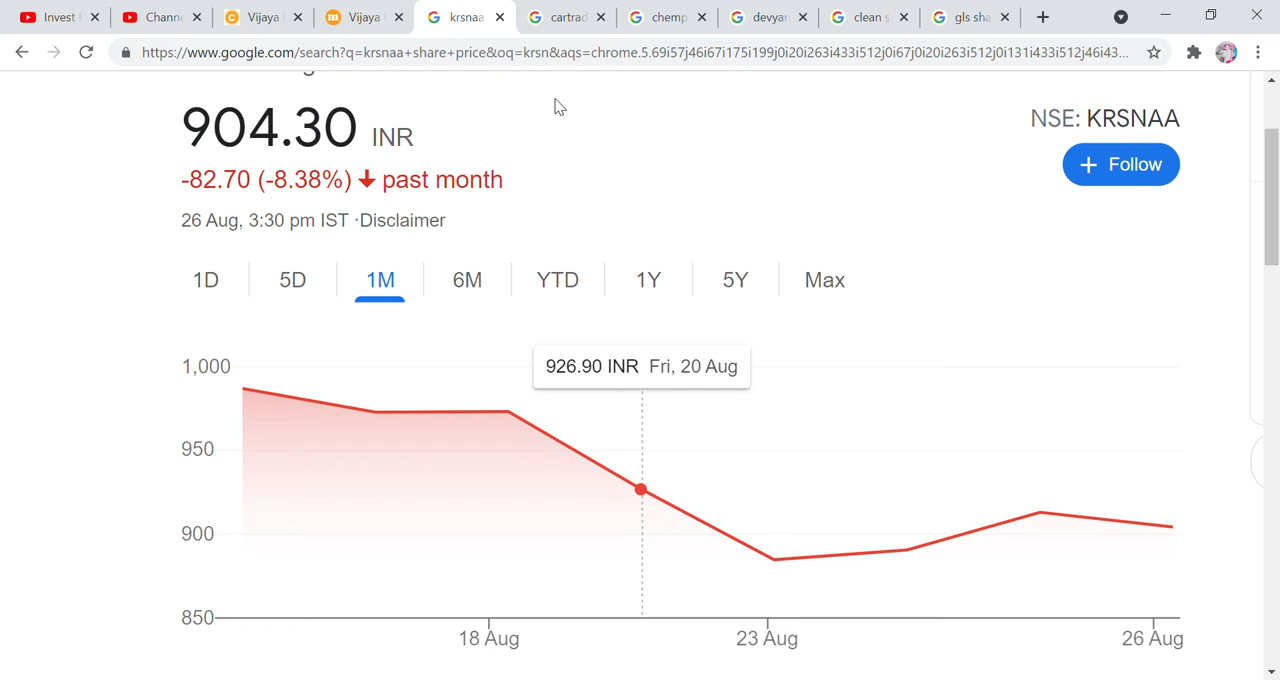 Invest
Channe
Vijaya
Vijaya
krsnaa
cartrad
chemp
devyan
clean s
gls sha
https://www.google.com/search?q=krsnaa+share+price&oq=krsn&aqs=chrome.5.69i57j46i67i175i199j0i20i263i433i512j0i67j0i20i263i512j0i131i433i512j46i43...
904.30 INR
NSE: KRSNAA
-82.70 (-8.38%) past month
+ Follow
26 Aug, 3:30 pm IST ·Disclaimer
1D 5D 1M 6M YTD 1Y 5Y Max
926.90 INR Fri, 20 Aug
1,000
950
900
850
18 Aug 23 Aug 26 Aug